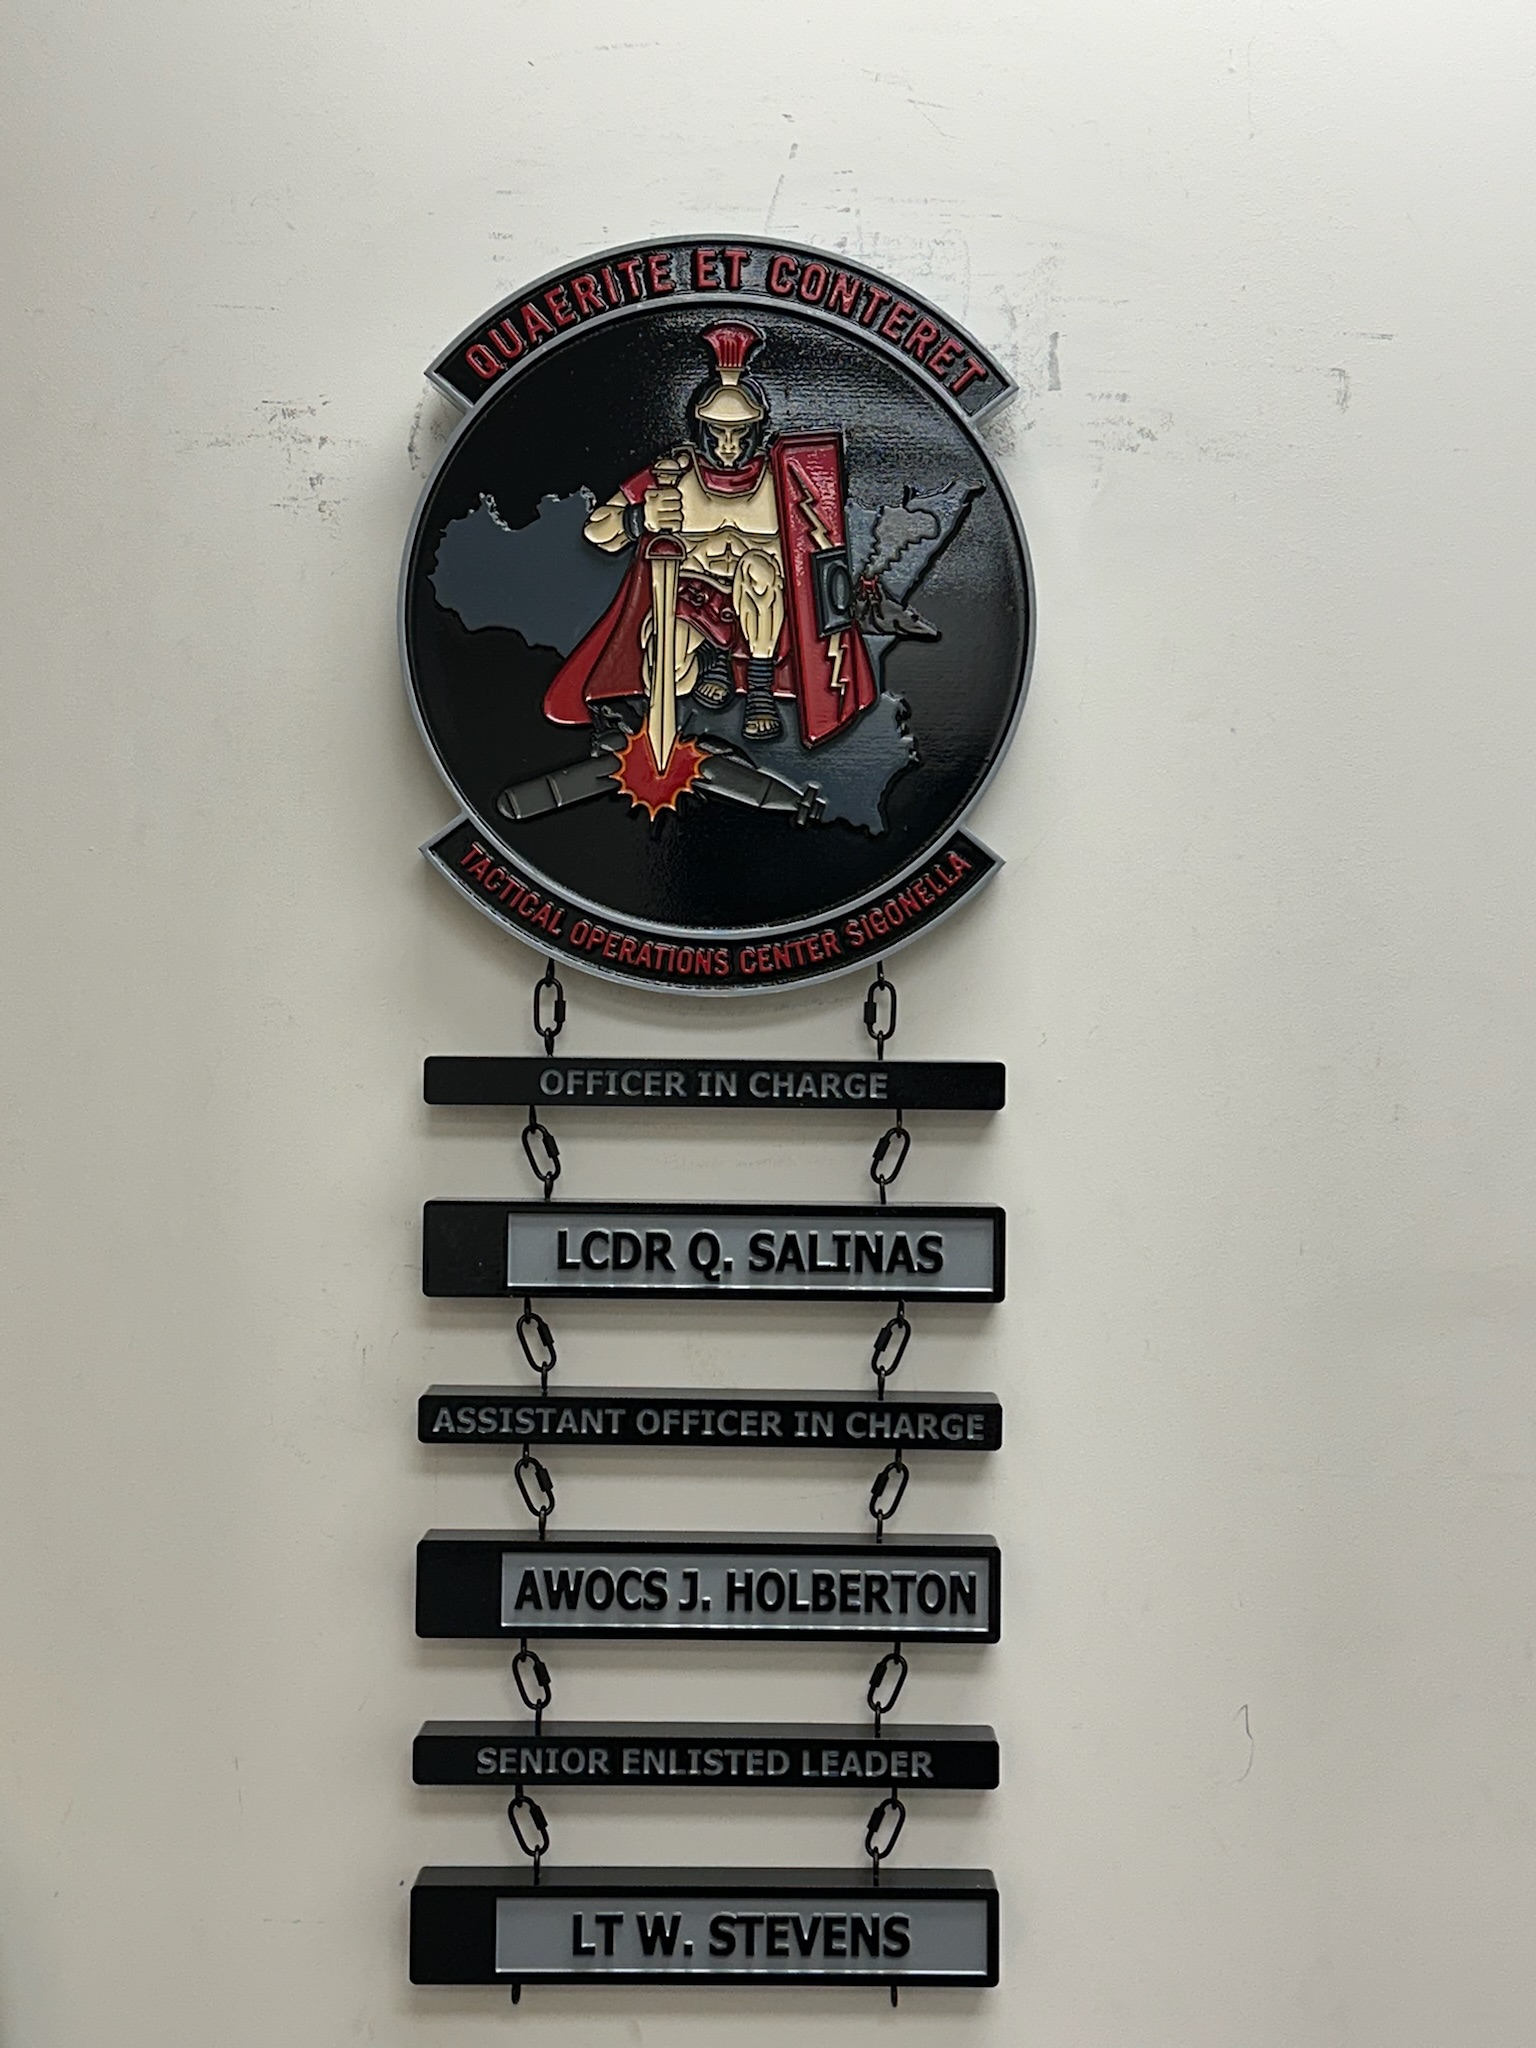 QUAERITE ET CONTERET
TACTICAL OPERATIONS CENTER SIGONELLA
OFFICER IN CHARGE
LCDR Q. SALINAS
ASSISTANT OFFICER IN CHARGE
AWOCS J. HOLBERTON
SENIOR ENLISTED LEADER
LT W. STEVENS